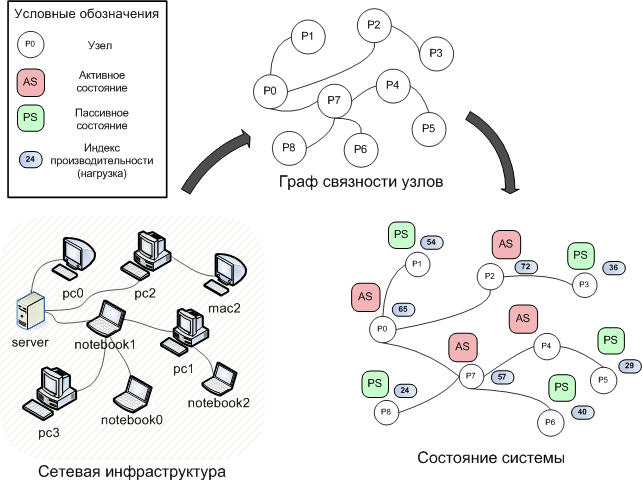 Условные обозначения
P0
Узел
AS
Активное
состояние
PS
Пассивное
состояние
24
Индекс
производительности
(нагрузка)
P1
P2
P3
P0
P7
P4
P5
P8
P6
Граф связности узлов
pc0
pc2
mac2
server
notebook1
pc1
pc3
notebook0
notebook2
Сетевая инфраструктура
PS
54
P1
AS
P2
72
PS
36
P3
AS
65
P0
AS
AS
P4
PS
29
P5
P7
57
PS
24
P8
PS
40
P6
Состояние системы